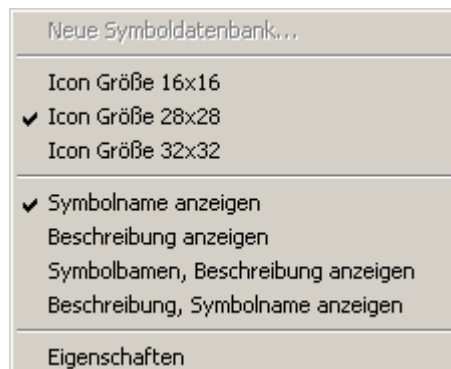 Neue Symboldatenbank...
Icon Größe 16x16
Icon Größe 28x28
Icon Größe 32x32
Symbolname anzeigen
Beschreibung anzeigen
Symbolbamen, Beschreibung anzeigen
Beschreibung, Symbolname anzeigen
Eigenschaften